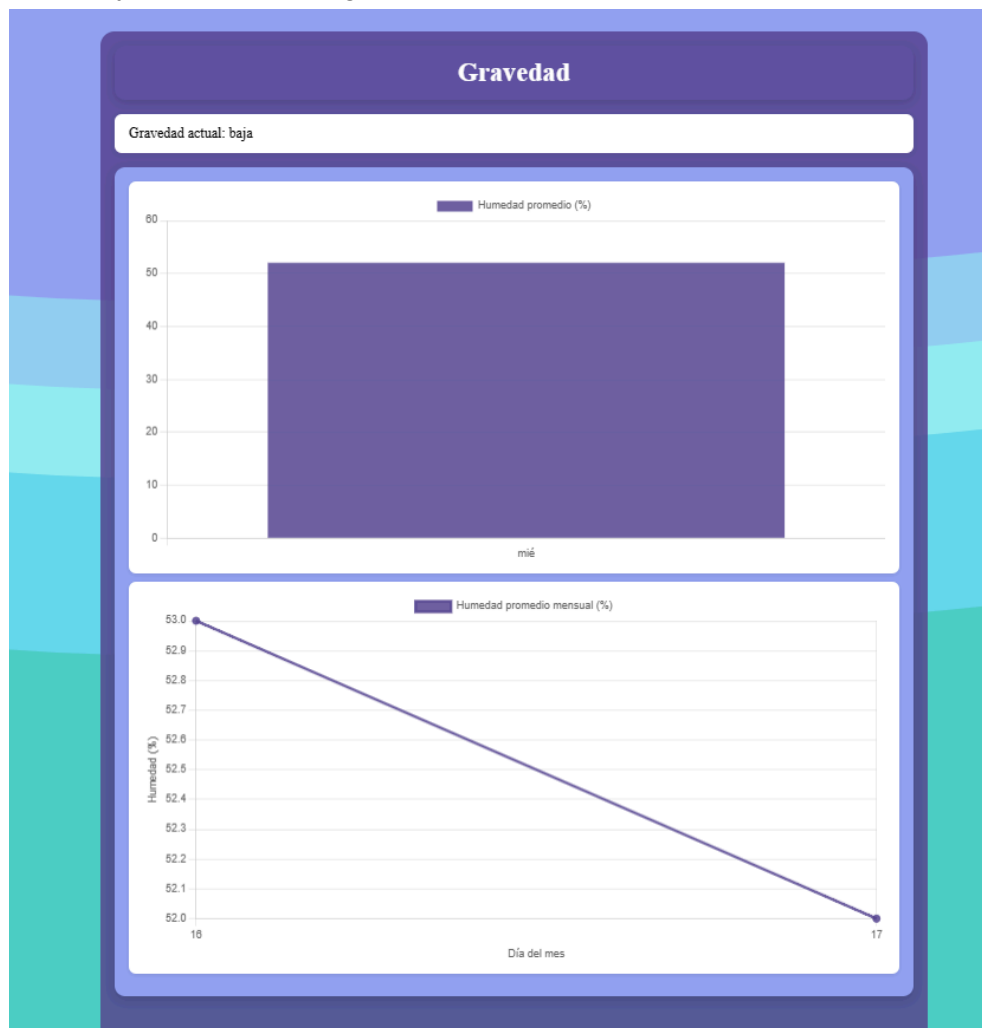 Gravedad
Gravedad actual: baja
Humedad promedio (%)
60
50
40
30
20
10
0
mié
Humedad promedio mensual (%)
53.0
52.9
52.8
52.7
52.6
52.5
52.4
52.3
52.2
52.1
52.0
Humedad (%)
16 17
Día del mes